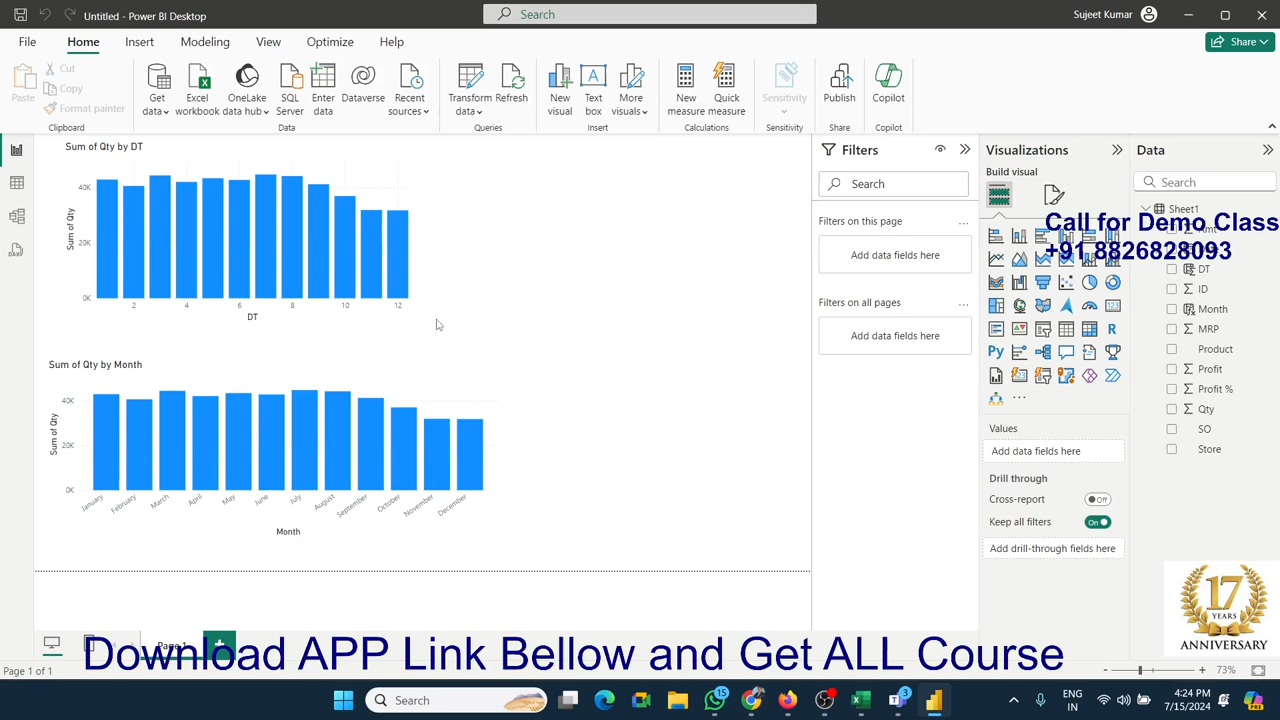 Untitled - Power BI Desktop
Search
Sujeet Kumar
File Home Insert Modeling View Optimize Help
Share
Paste
Cut
Copy
Format painter
Clipboard
Get data
Excel workbook
OneLake data hub
SQL Server
Enter data
Dataverse
Recent sources
Data
Transform data
Refresh
Queries
New visual
Text box
More visuals
Insert
New measure
Quick measure
Calculations
Sensitivity
Sensitivity
Publish
Share
Copilot
Copilot
Sum of Qty by DT
Sum of Qty
40K
20K
0K
2 4 6 8 10 12
DT
Sum of Qty by Month
Sum of Qty
40K
20K
0K
January February March April May June July August September October November December
Month
Filters
Search
Filters on this page
Add data fields here
Filters on all pages
Add data fields here
Visualizations
Build visual
Values
Add data fields here
Drill through
Cross-report
Off
Keep all filters
On
Add drill-through fields here
Data
Search
Sheet1
Call for Demo Class
+91 8826828093
DT
ID
Month
MRP
Product
Profit
Profit %
Qty
SO
Store
17
YEARS
ANNIVERSARY
Page 1
Download APP Link Bellow and Get ALL Course
Page 1 of 1
73%
Search
15
3
ENG
IN
4:24 PM
7/15/2024